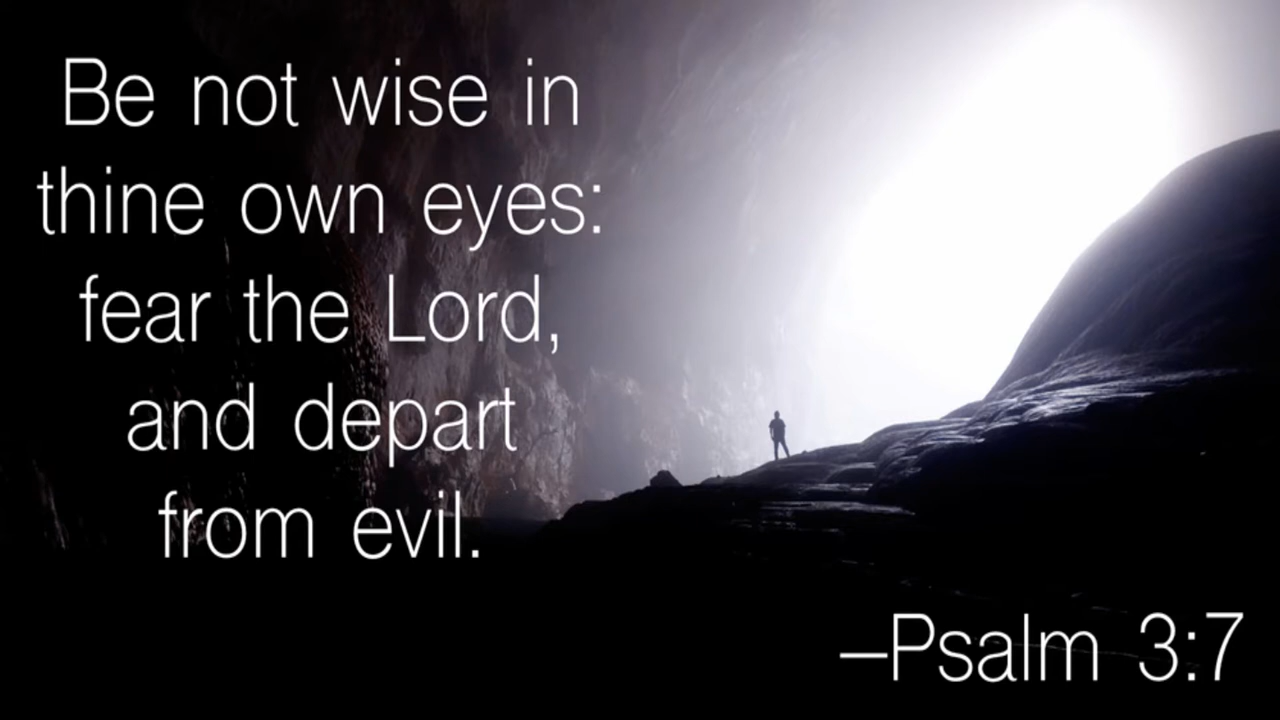 Be not wise in
thine own eyes:
fear the Lord,
and depart
from evil.
–Psalm 3:7